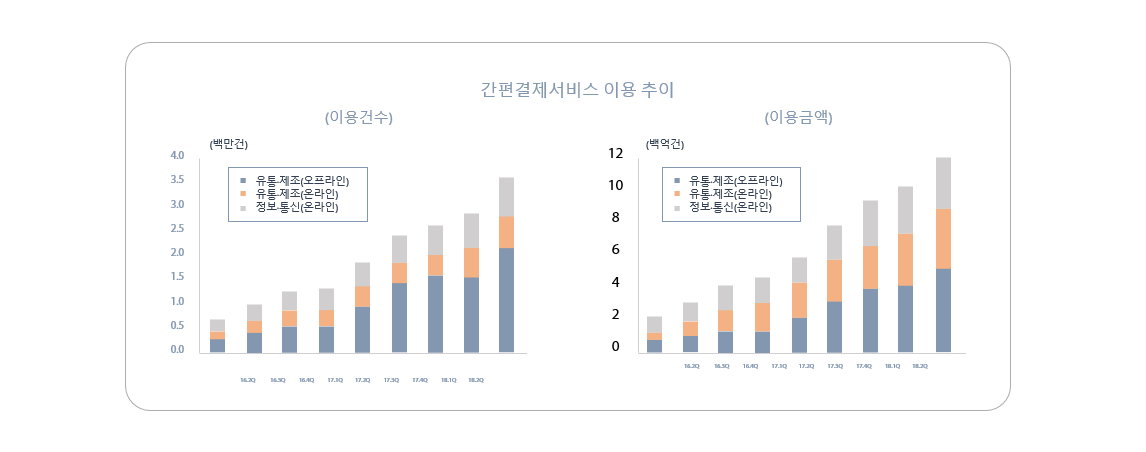 간편결제서비스 이용 추이
(이용건수)
(백만건)
4.0
3.5
3.0
2.5
2.0
1.5
1.0
0.5
0.0
유통·제조(오프라인)
유통·제조(온라인)
정보·통신(온라인)
16.2Q 16.3Q 16.4Q 17.1Q 17.2Q 17.3Q 17.4Q 18.1Q 18.2Q
(이용금액)
(백억건)
12
10
8
6
4
2
0
유통·제조(오프라인)
유통·제조(온라인)
정보·통신(온라인)
16.2Q 16.3Q 16.4Q 17.1Q 17.2Q 17.3Q 17.4Q 18.1Q 18.2Q